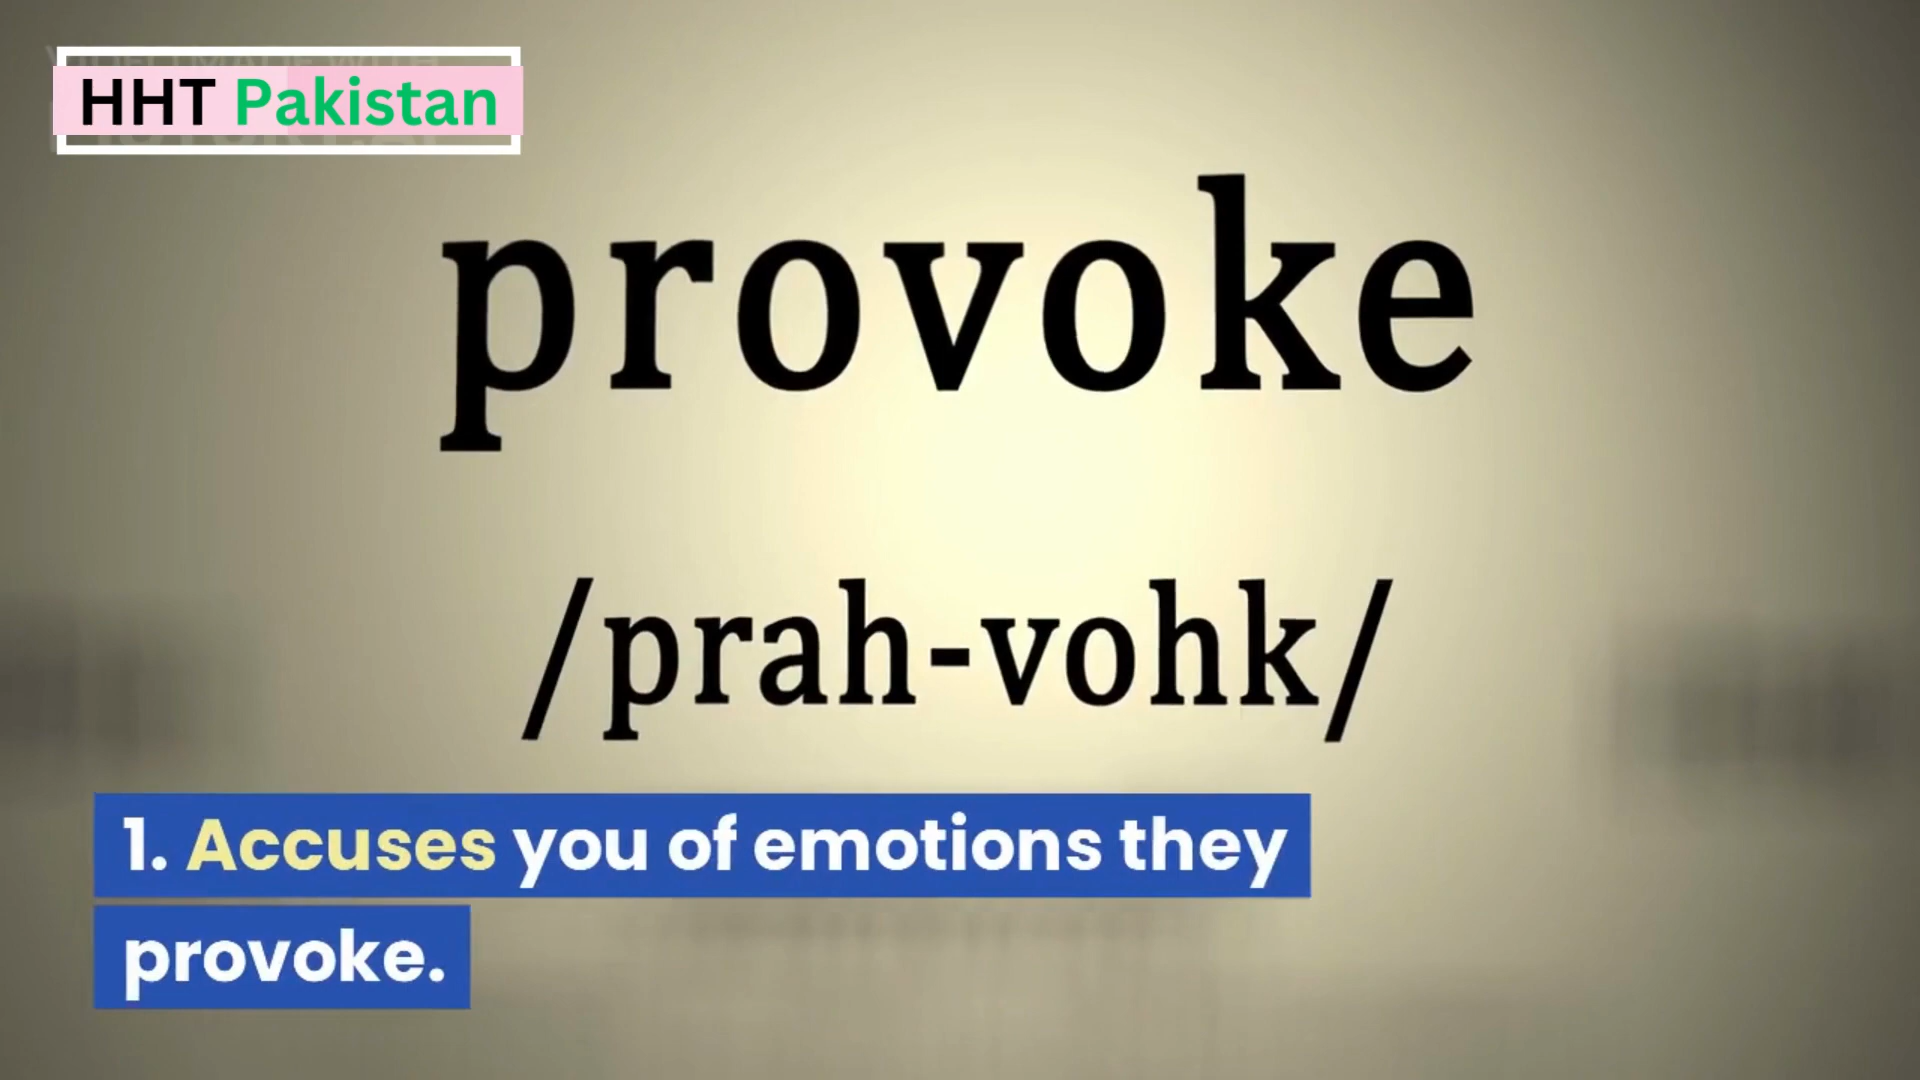 HHT Pakistan
provoke
/prah-vohk/
1. Accuses you of emotions they
provoke.